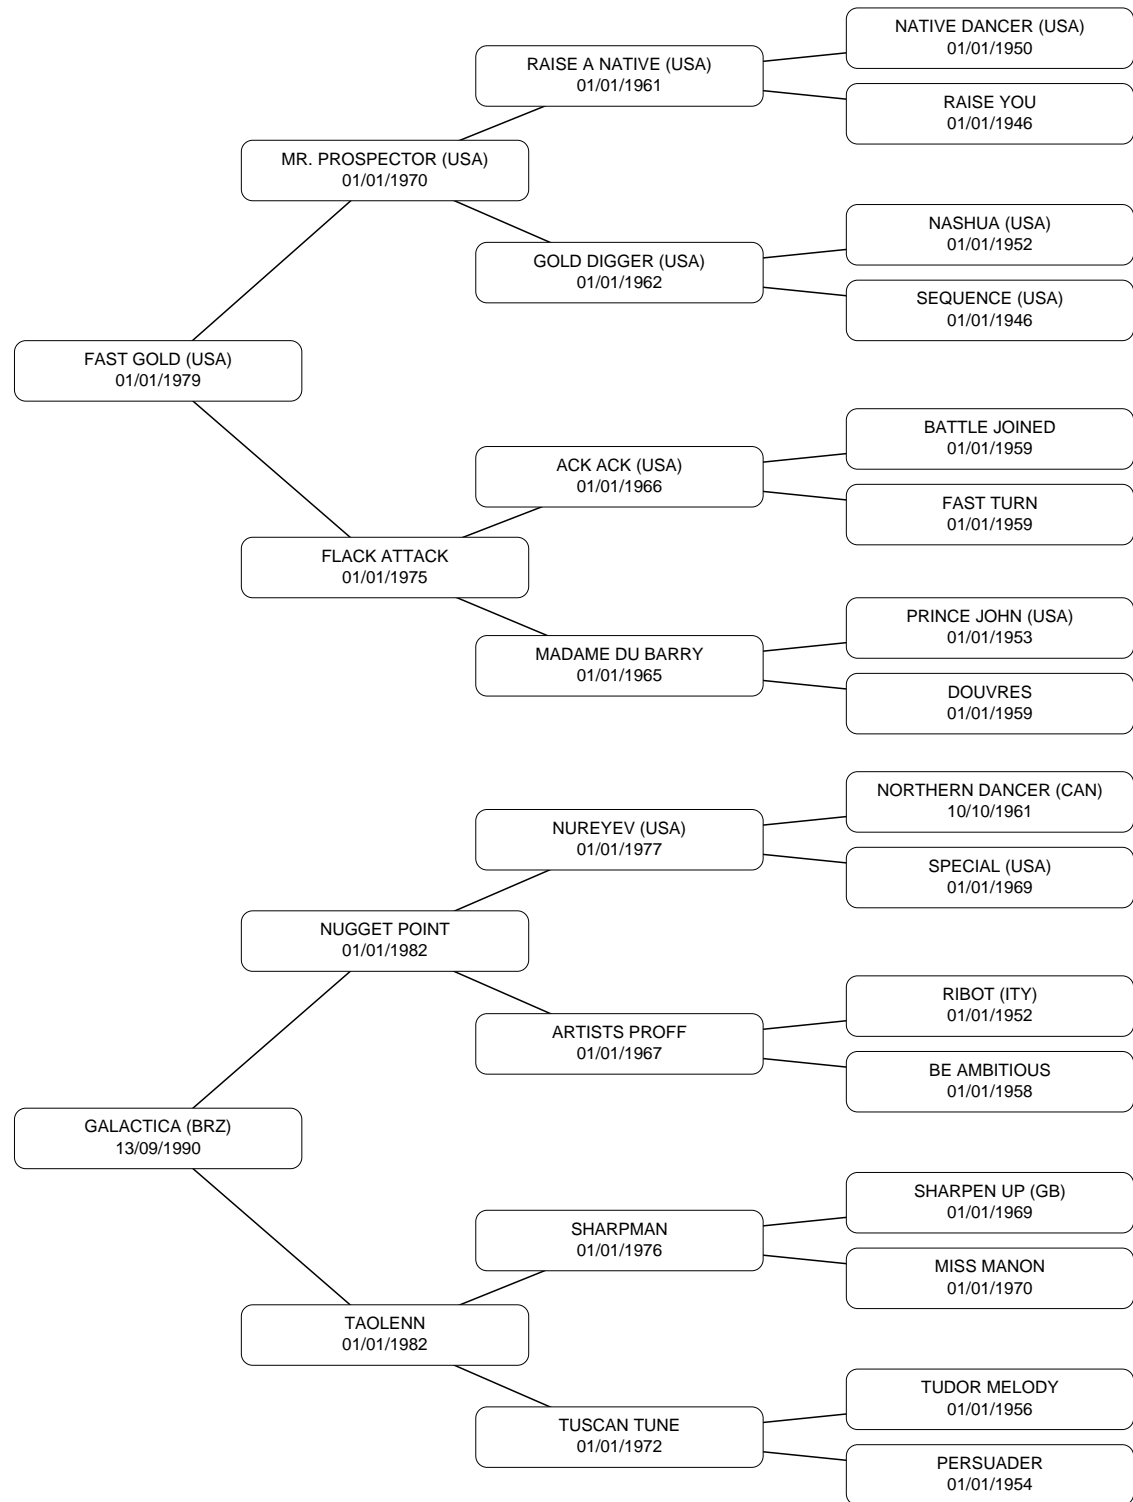 NATIVE DANCER (USA)
01/01/1950
RAISE A NATIVE (USA)
01/01/1961
RAISE YOU
01/01/1946
MR. PROSPECTOR (USA)
01/01/1970
NASHUA (USA)
01/01/1952
GOLD DIGGER (USA)
01/01/1962
SEQUENCE (USA)
01/01/1946
FAST GOLD (USA)
01/01/1979
BATTLE JOINED
01/01/1959
ACK ACK (USA)
01/01/1966
FAST TURN
01/01/1959
FLACK ATTACK
01/01/1975
PRINCE JOHN (USA)
01/01/1953
MADAME DU BARRY
01/01/1965
DOUVRES
01/01/1959
NORTHERN DANCER (CAN)
10/10/1961
NUREYEV (USA)
01/01/1977
SPECIAL (USA)
01/01/1969
NUGGET POINT
01/01/1982
RIBOT (ITY)
01/01/1952
ARTISTS PROFF
01/01/1967
BE AMBITIOUS
01/01/1958
GALACTICA (BRZ)
13/09/1990
SHARPEN UP (GB)
01/01/1969
SHARPMAN
01/01/1976
MISS MANON
01/01/1970
TAOLENN
01/01/1982
TUDOR MELODY
01/01/1956
TUSCAN TUNE
01/01/1972
PERSUADER
01/01/1954